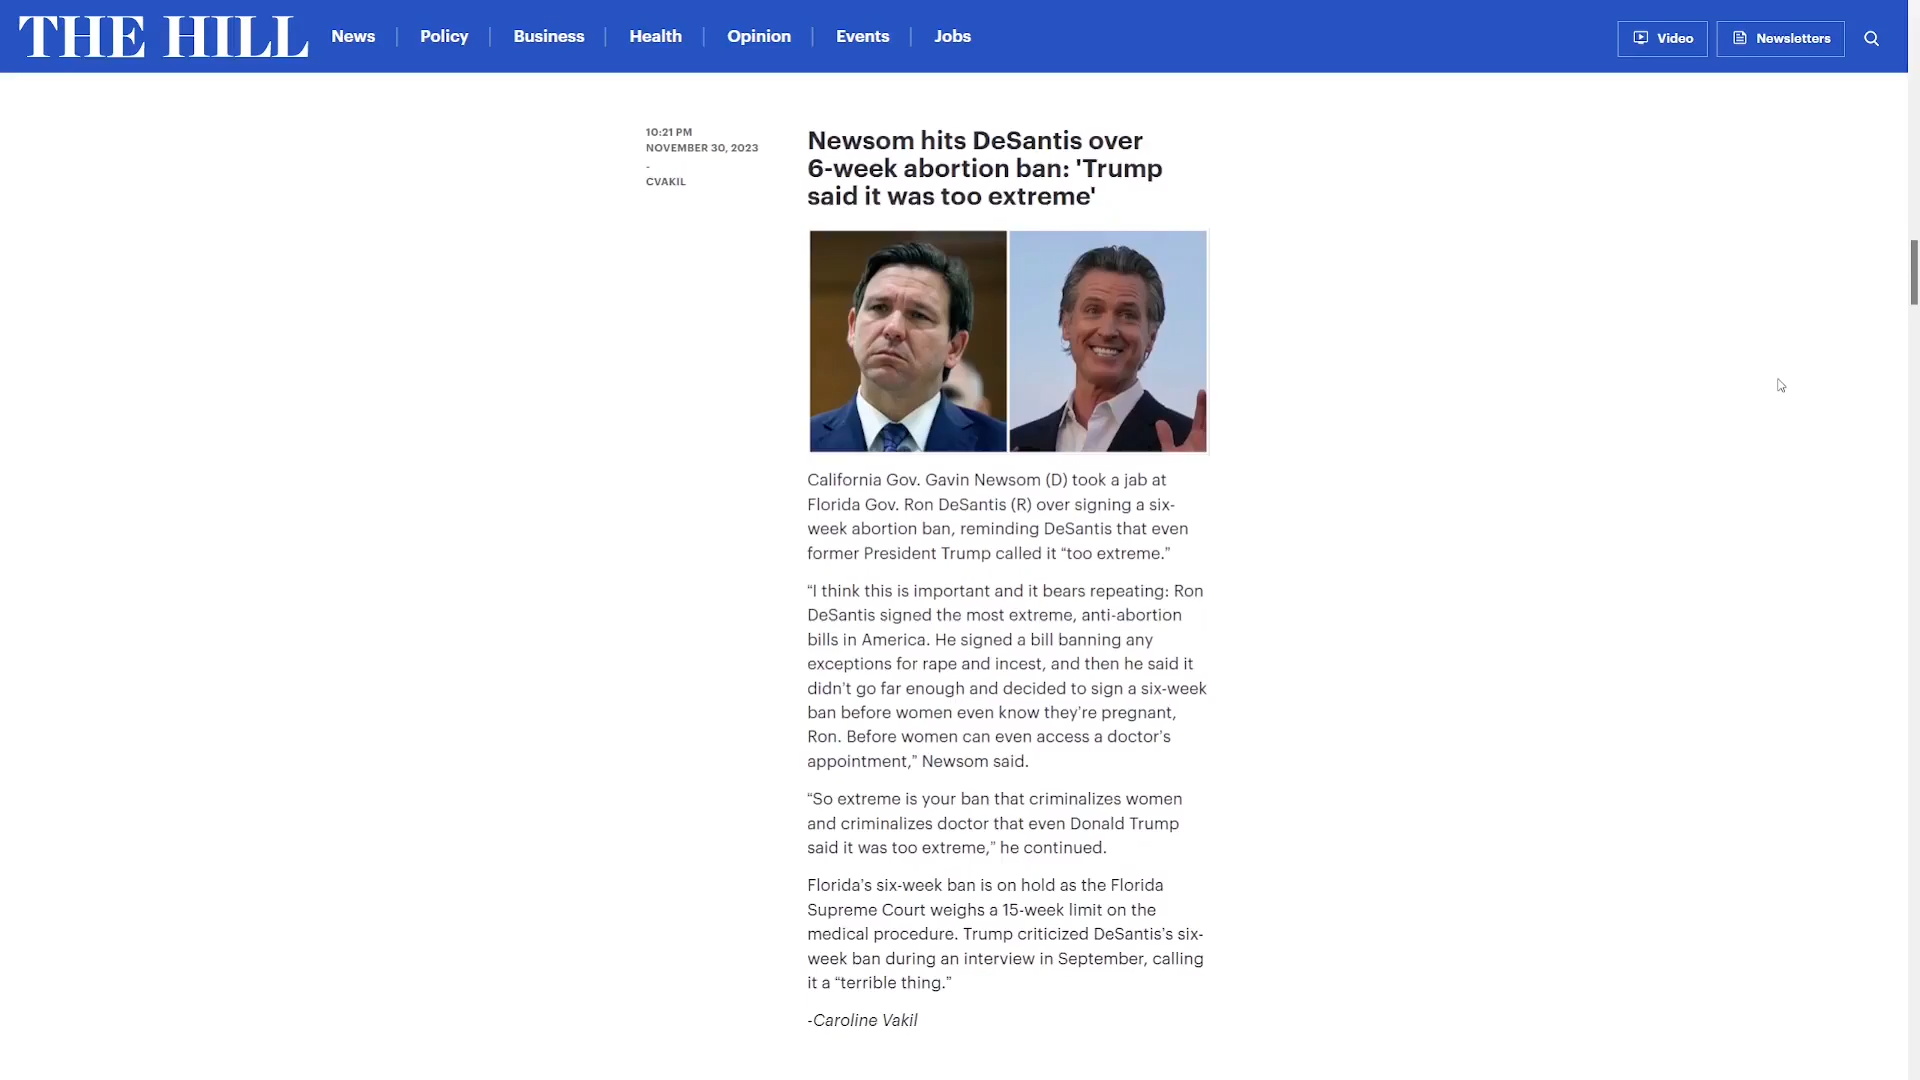 THE HILL
News
Policy
Business
Health
Opinion
Events
Jobs
Video
Newsletters
10:21 PM
NOVEMBER 30, 2023
-
CVAKIL
Newsom hits DeSantis over
6-week abortion ban: 'Trump
said it was too extreme'
California Gov. Gavin Newsom (D) took a jab at
Florida Gov. Ron DeSantis (R) over signing a six-
week abortion ban, reminding DeSantis that even
former President Trump called it “too extreme.”
“I think this is important and it bears repeating: Ron
DeSantis signed the most extreme, anti-abortion
bills in America. He signed a bill banning any
exceptions for rape and incest, and then he said it
didn’t go far enough and decided to sign a six-week
ban before women even know they’re pregnant,
Ron. Before women can even access a doctor’s
appointment,” Newsom said.
“So extreme is your ban that criminalizes women
and criminalizes doctor that even Donald Trump
said it was too extreme,” he continued.
Florida’s six-week ban is on hold as the Florida
Supreme Court weighs a 15-week limit on the
medical procedure. Trump criticized DeSantis’s six-
week ban during an interview in September, calling
it a “terrible thing.”
-Caroline Vakil